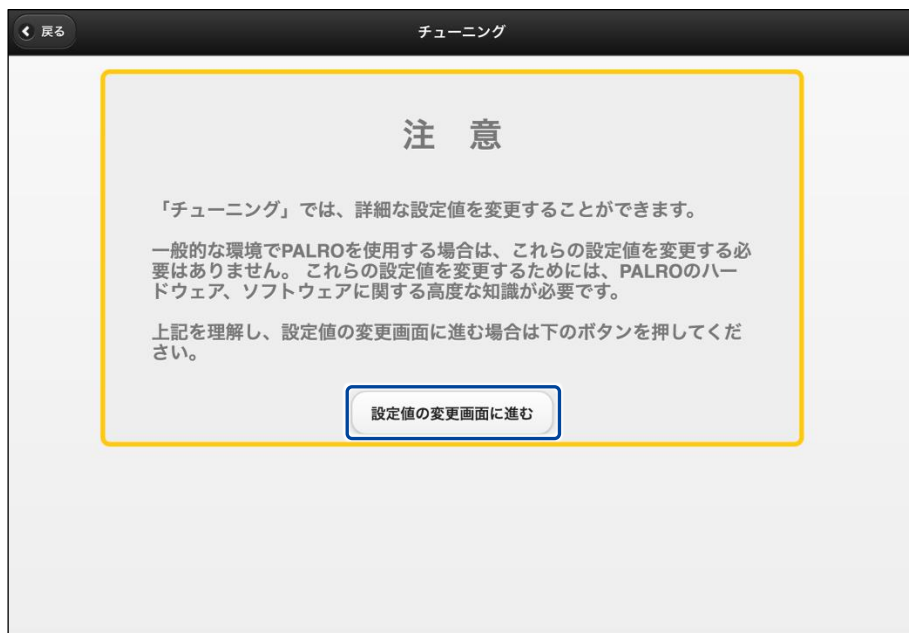 戻る
チューニング
注　意
「チューニング」では、詳細な設定値を変更することができます。
一般的な環境でPALROを使用する場合は、これらの設定値を変更する必
要はありません。 これらの設定値を変更するためには、PALROのハー
ドウェア、ソフトウェアに関する高度な知識が必要です。
上記を理解し、設定値の変更画面に進む場合は下のボタンを押してくだ
さい。
設定値の変更画面に進む